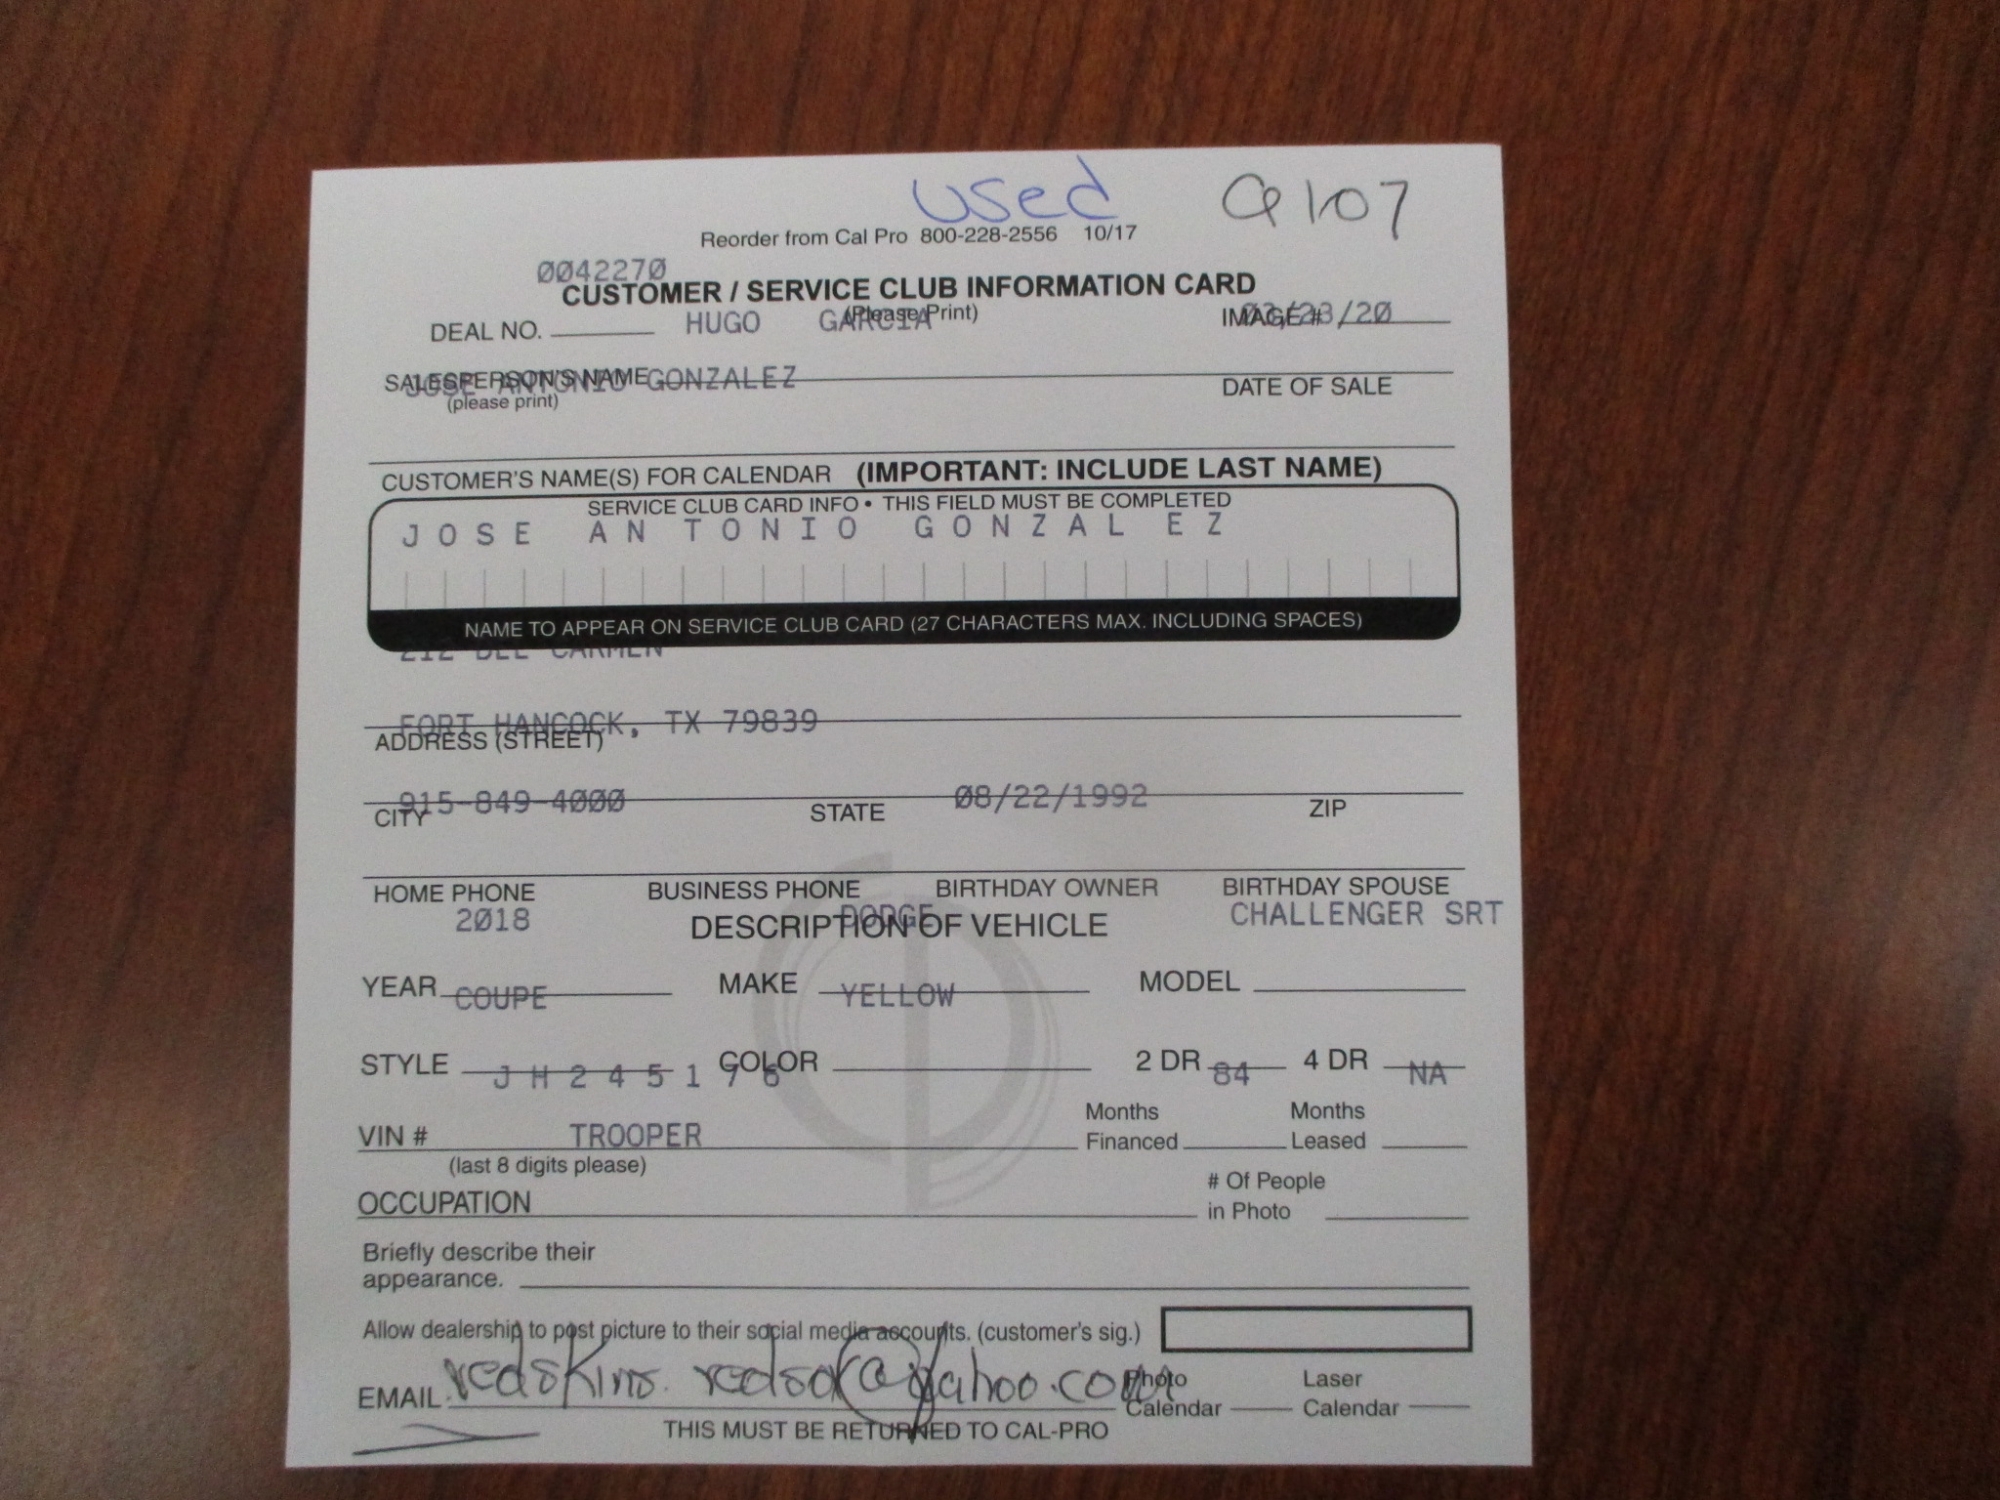 used 9107
Reorder from Cal Pro 800-228-2556 10/17
0042270
CUSTOMER / SERVICE CLUB INFORMATION CARD
(Please Print)
DEAL NO. HUGO GARCIA IMAGE # /23/20
SALESPERSON'S NAME JOSE ANTONIO GONZALEZ
(please print) DATE OF SALE
CUSTOMER'S NAME(S) FOR CALENDAR (IMPORTANT: INCLUDE LAST NAME)
SERVICE CLUB CARD INFO • THIS FIELD MUST BE COMPLETED
JOSE ANTONIO GONZALEZ
NAME TO APPEAR ON SERVICE CLUB CARD (27 CHARACTERS MAX. INCLUDING SPACES)
212 DEL CARMEN
FORT HANCOCK, TX 79839
ADDRESS (STREET)
915-849-4000 08/22/1992
CITY STATE ZIP
HOME PHONE BUSINESS PHONE BIRTHDAY OWNER BIRTHDAY SPOUSE
2018 DODGE CHALLENGER SRT
DESCRIPTION OF VEHICLE
YEAR MAKE MODEL
COUPE YELLOW
STYLE COLOR 2 DR 4 DR
JH245176 84 NA
VIN # TROOPER Months Financed Months Leased
(last 8 digits please)
OCCUPATION # Of People in Photo
Briefly describe their
appearance.
Allow dealership to post picture to their social media accounts. (customer's sig.)
EMAIL @yahoo.com Photo Calendar Laser Calendar
THIS MUST BE RETURNED TO CAL-PRO